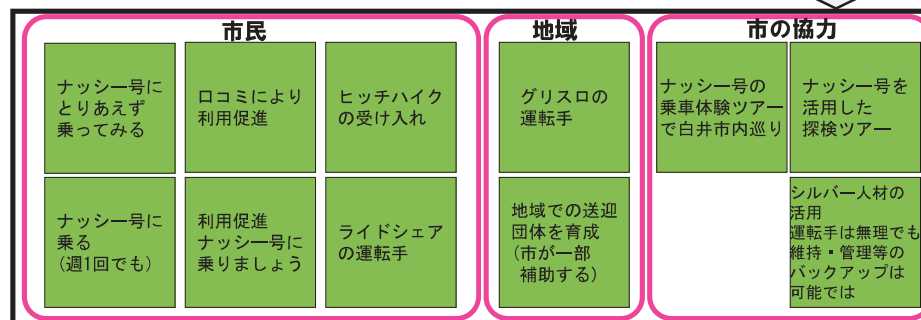 市民
ナッシー号に
とりあえず
乗ってみる
口コミにより
利用促進
ヒッチハイク
の受け入れ
ナッシー号に
乗る
(週1回でも)
利用促進
ナッシー号に
乗りましょう
ライドシェア
の運転手
地域
グリスロの
運転手
地域での送迎
団体を育成
(市が一部
補助する)
市の協力
ナッシー号の
乗車体験ツアー
で白井市内巡り
ナッシー号を
活用した
探検ツアー
シルバー人材の
活用
運転手は無理でも
維持・管理等の
バックアップは
可能では